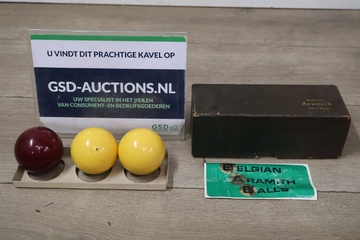 U VINDT DIT PRACHTIGE KAVEL OP
GSD-AUCTIONS.NL
UW SPECIALIST IN HET VEILEN
VAN CONSUMENT- EN BEDRIJFSGOEDEREN
GSD
Aramith
BELGIAN
ARAMITH
BALLS